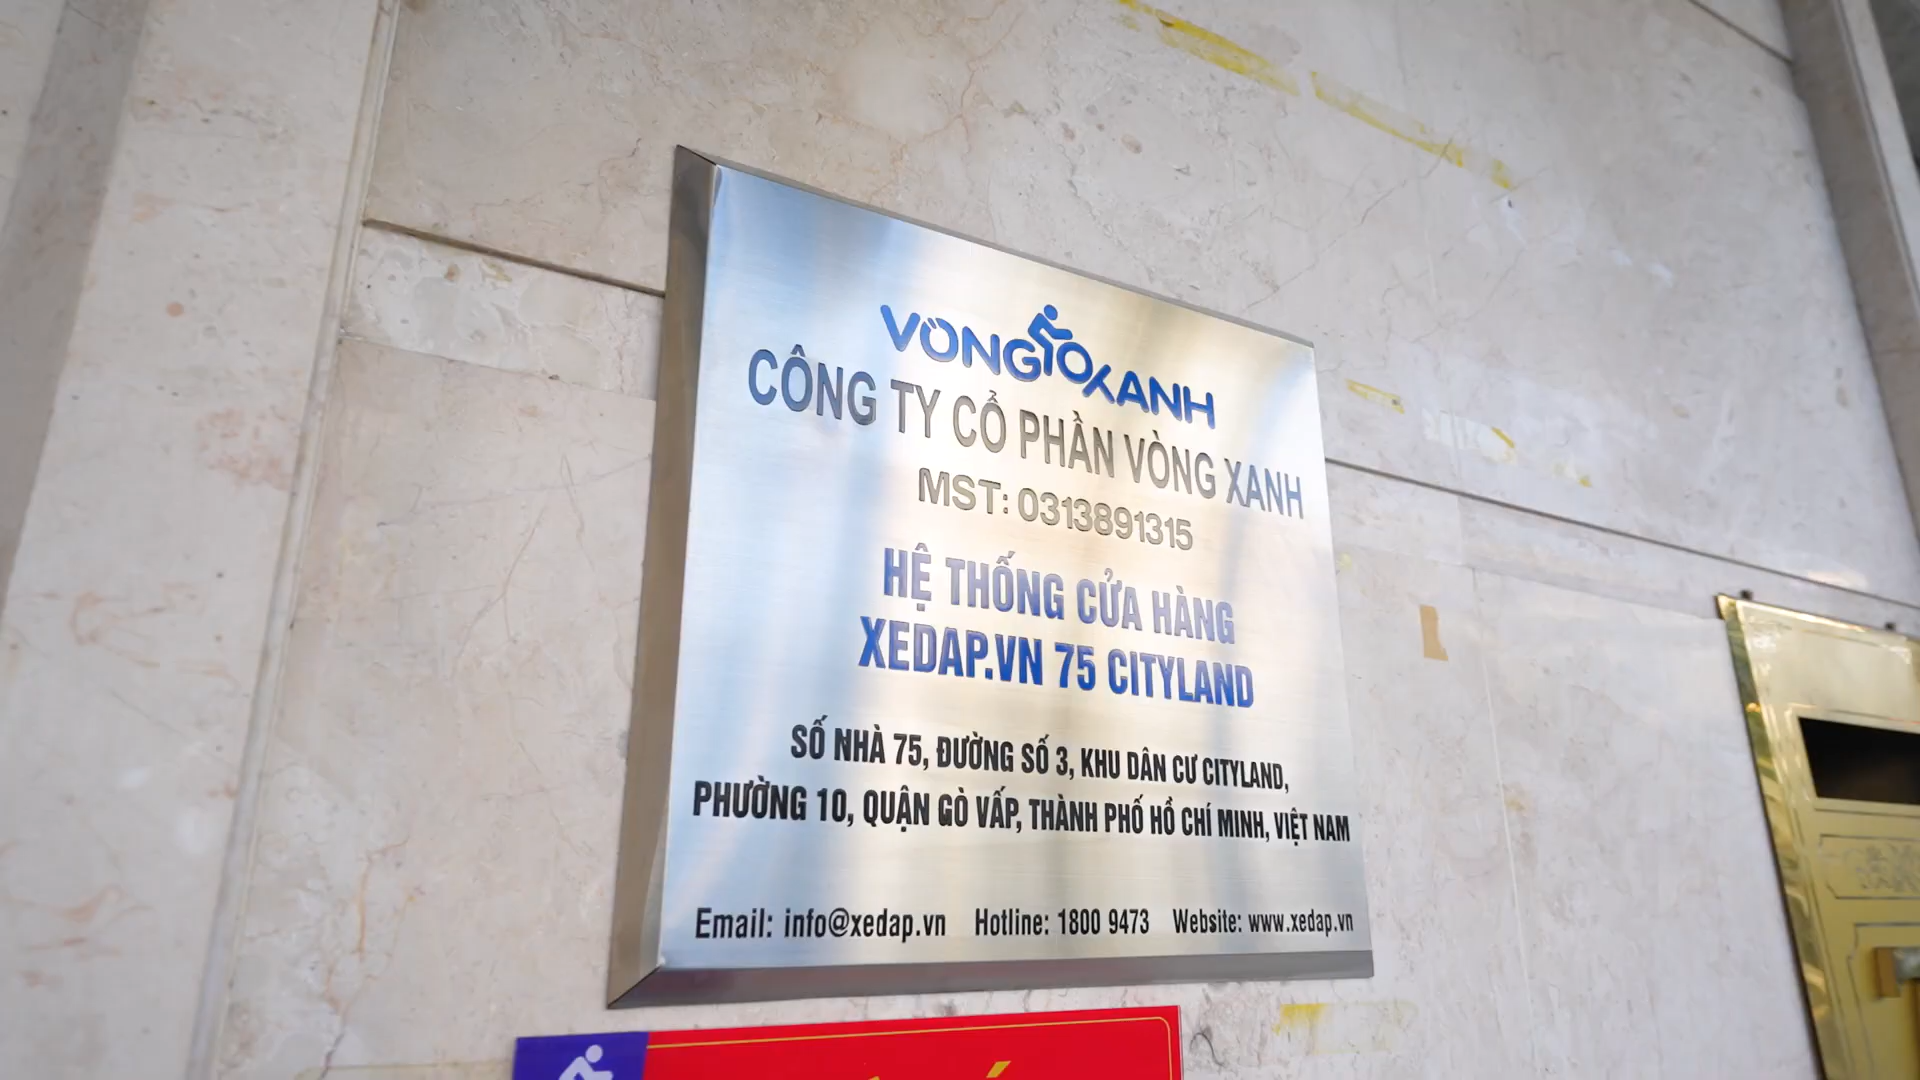 VÒNG XANH
CÔNG TY CỔ PHẦN VÒNG XANH
MST: 0313891315
HỆ THỐNG CỬA HÀNG
XEDAP.VN 75 CITYLAND
SỐ NHÀ 75, ĐƯỜNG SỐ 3, KHU DÂN CƯ CITYLAND,
PHƯỜNG 10, QUẬN GÒ VẤP, THÀNH PHỐ HỒ CHÍ MINH, VIỆT NAM
Email: info@xedap.vn Hotline: 1800 9473 Website: www.xedap.vn